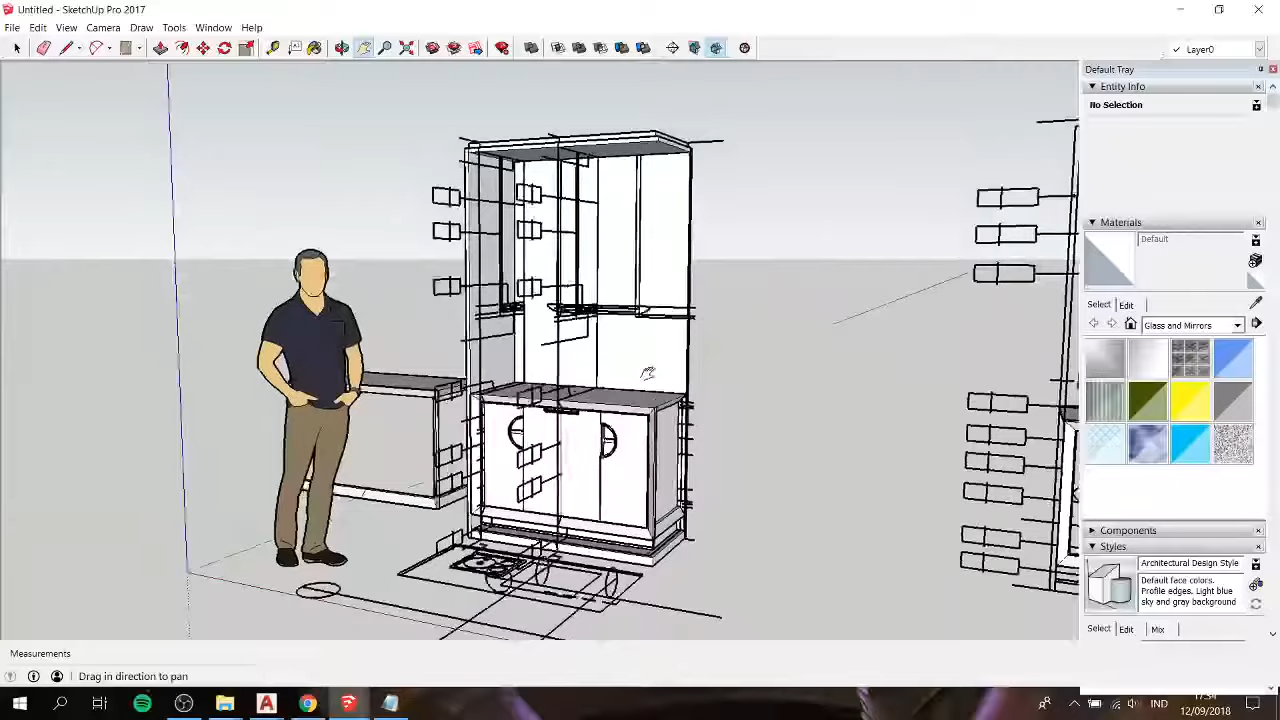 Untitled - SketchUp Pro 2017
File Edit View Camera Draw Tools Window Help
Layer0
Default Tray
Entity Info
No Selection
Materials
Default
Select Edit
Glass and Mirrors
Components
Styles
Architectural Design Style
Default face colors.
Profile edges. Light blue
sky and gray background
Select Edit Mix
Measurements
Drag in direction to pan
IND
12/09/2018